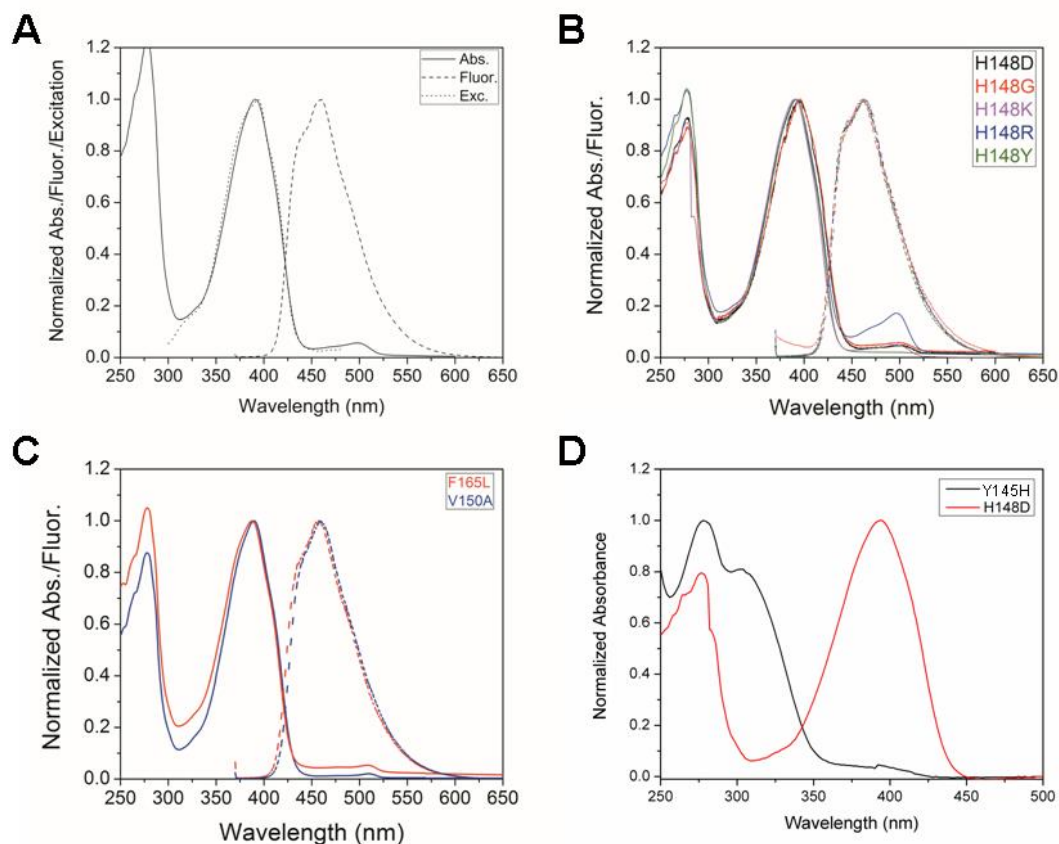 A
Normalized Abs./Fluor./Excitation
1.2
1.0
0.8
0.6
0.4
0.2
0.0
Abs.
Fluor.
Exc.
250 300 350 400 450 500 550 600 650
Wavelength (nm)
B
Normalized Abs./Fluor.
1.2
1.0
0.8
0.6
0.4
0.2
0.0
H148D
H148G
H148K
H148R
H148Y
250 300 350 400 450 500 550 600 650
Wavelength (nm)
C
Normalized Abs./Fluor.
1.2
1.0
0.8
0.6
0.4
0.2
0.0
F165L
V150A
250 300 350 400 450 500 550 600 650
Wavelength (nm)
D
Normalized Absorbance
1.2
1.0
0.8
0.6
0.4
0.2
0.0
Y145H
H148D
250 300 350 400 450 500
Wavelength (nm)